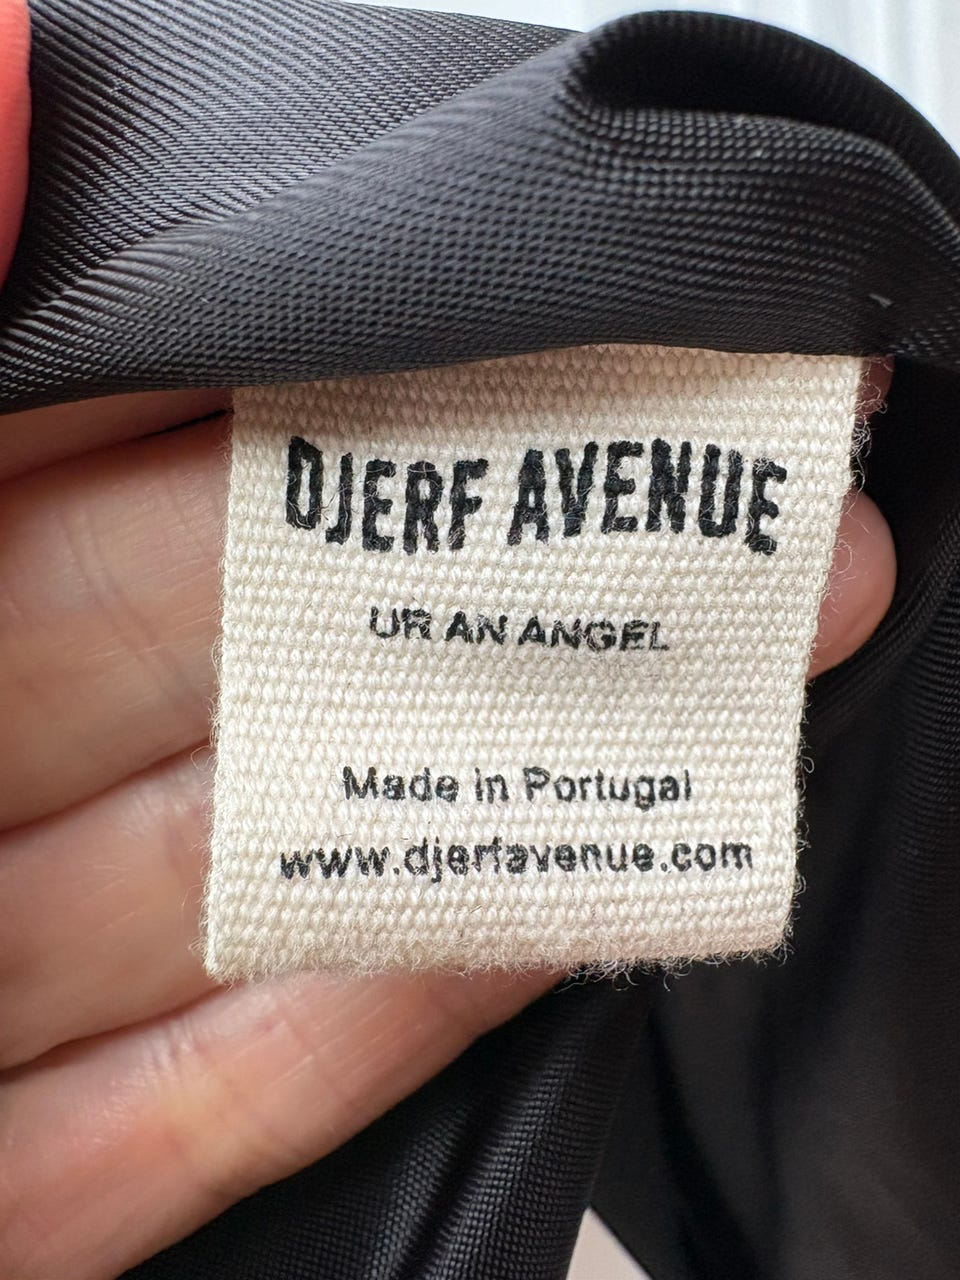 DJERF AVENUE
UR AN ANGEL
Made in Portugal
www.djerfavenue.com